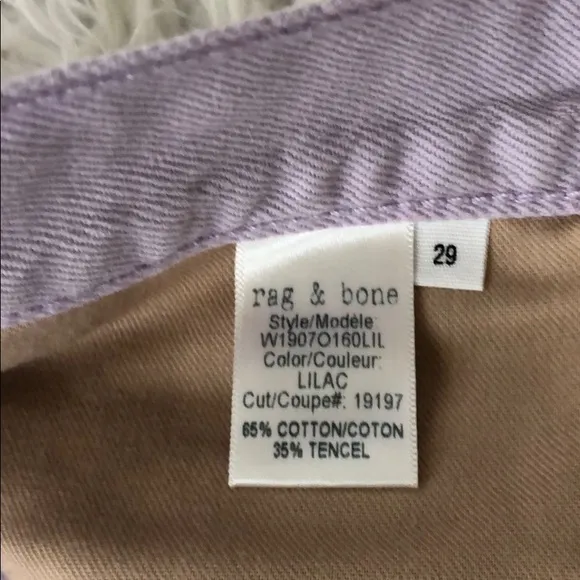 rag & bone
Style/Modèle:
W1907O160LIL
Color/Couleur:
LILAC
Cut/Coupe#: 19197
65% COTTON/COTON
35% TENCEL
29